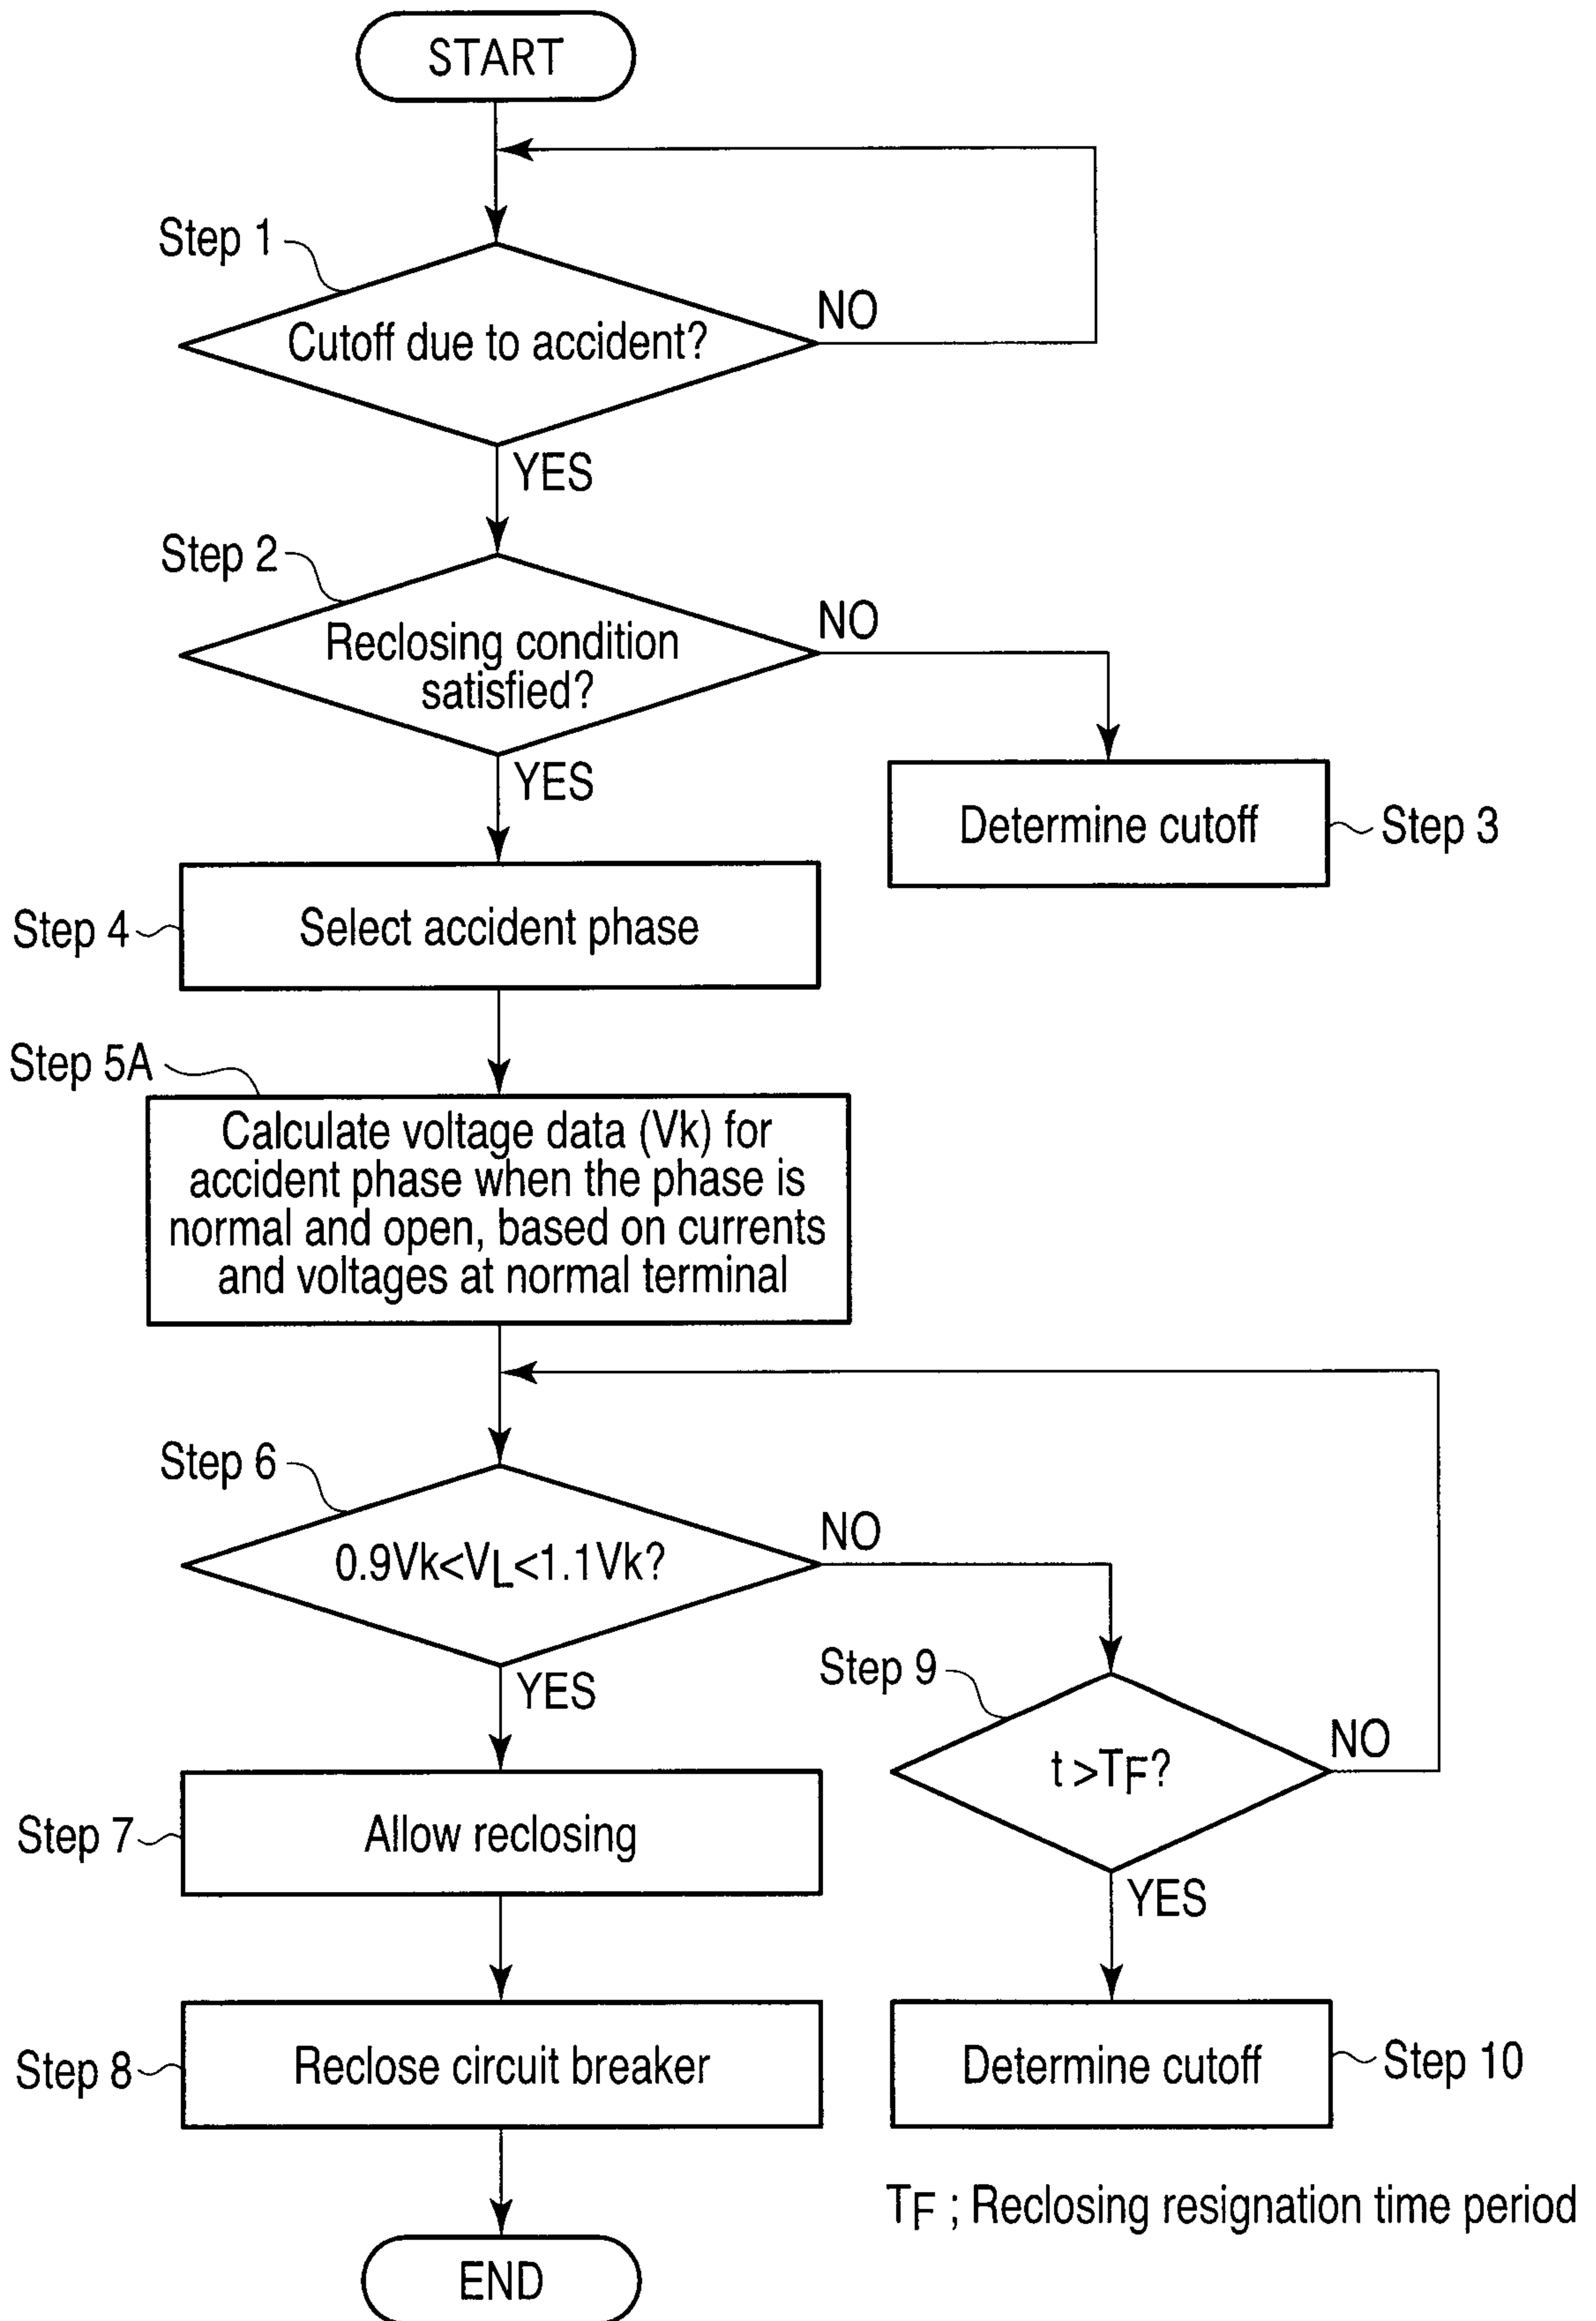 START
Step 1
Cutoff due to accident?
NO
YES
Step 2
Reclosing condition
satisfied?
NO
YES
Determine cutoff
Step 3
Step 4
Select accident phase
Step 5A
Calculate voltage data (Vk) for
accident phase when the phase is
normal and open, based on currents
and voltages at normal terminal
Step 6
0.9Vk<VL<1.1Vk?
NO
YES
Step 9
t >TF?
NO
YES
Step 7
Allow reclosing
Step 8
Reclose circuit breaker
Determine cutoff
Step 10
TF ; Reclosing resignation time period
END